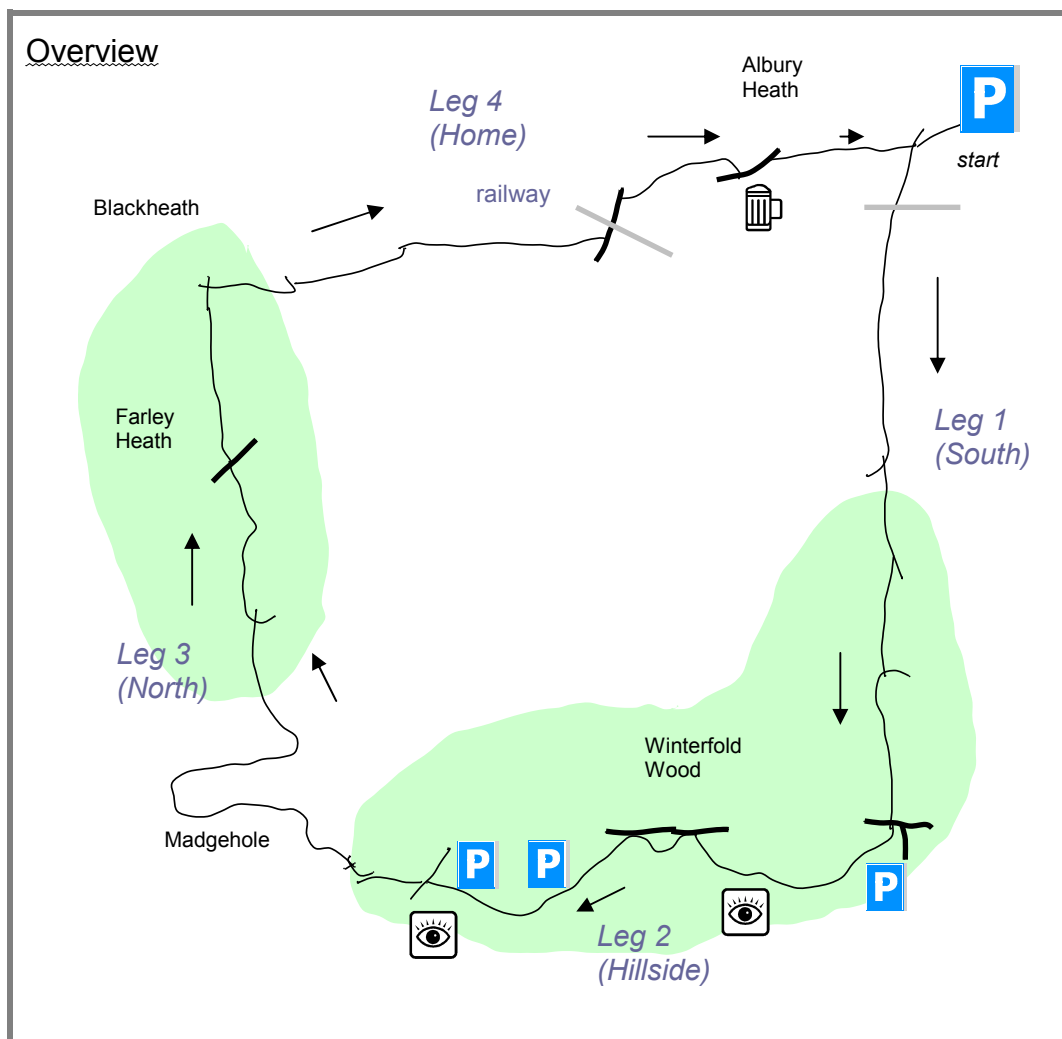 Overview
Albury
Heath
P
start
Leg 4
(Home)
railway
Blackheath
Leg 1
(South)
Farley
Heath
Leg 3
(North)
Winterfold
Wood
Madgehole
P
P
P
Leg 2
(Hillside)